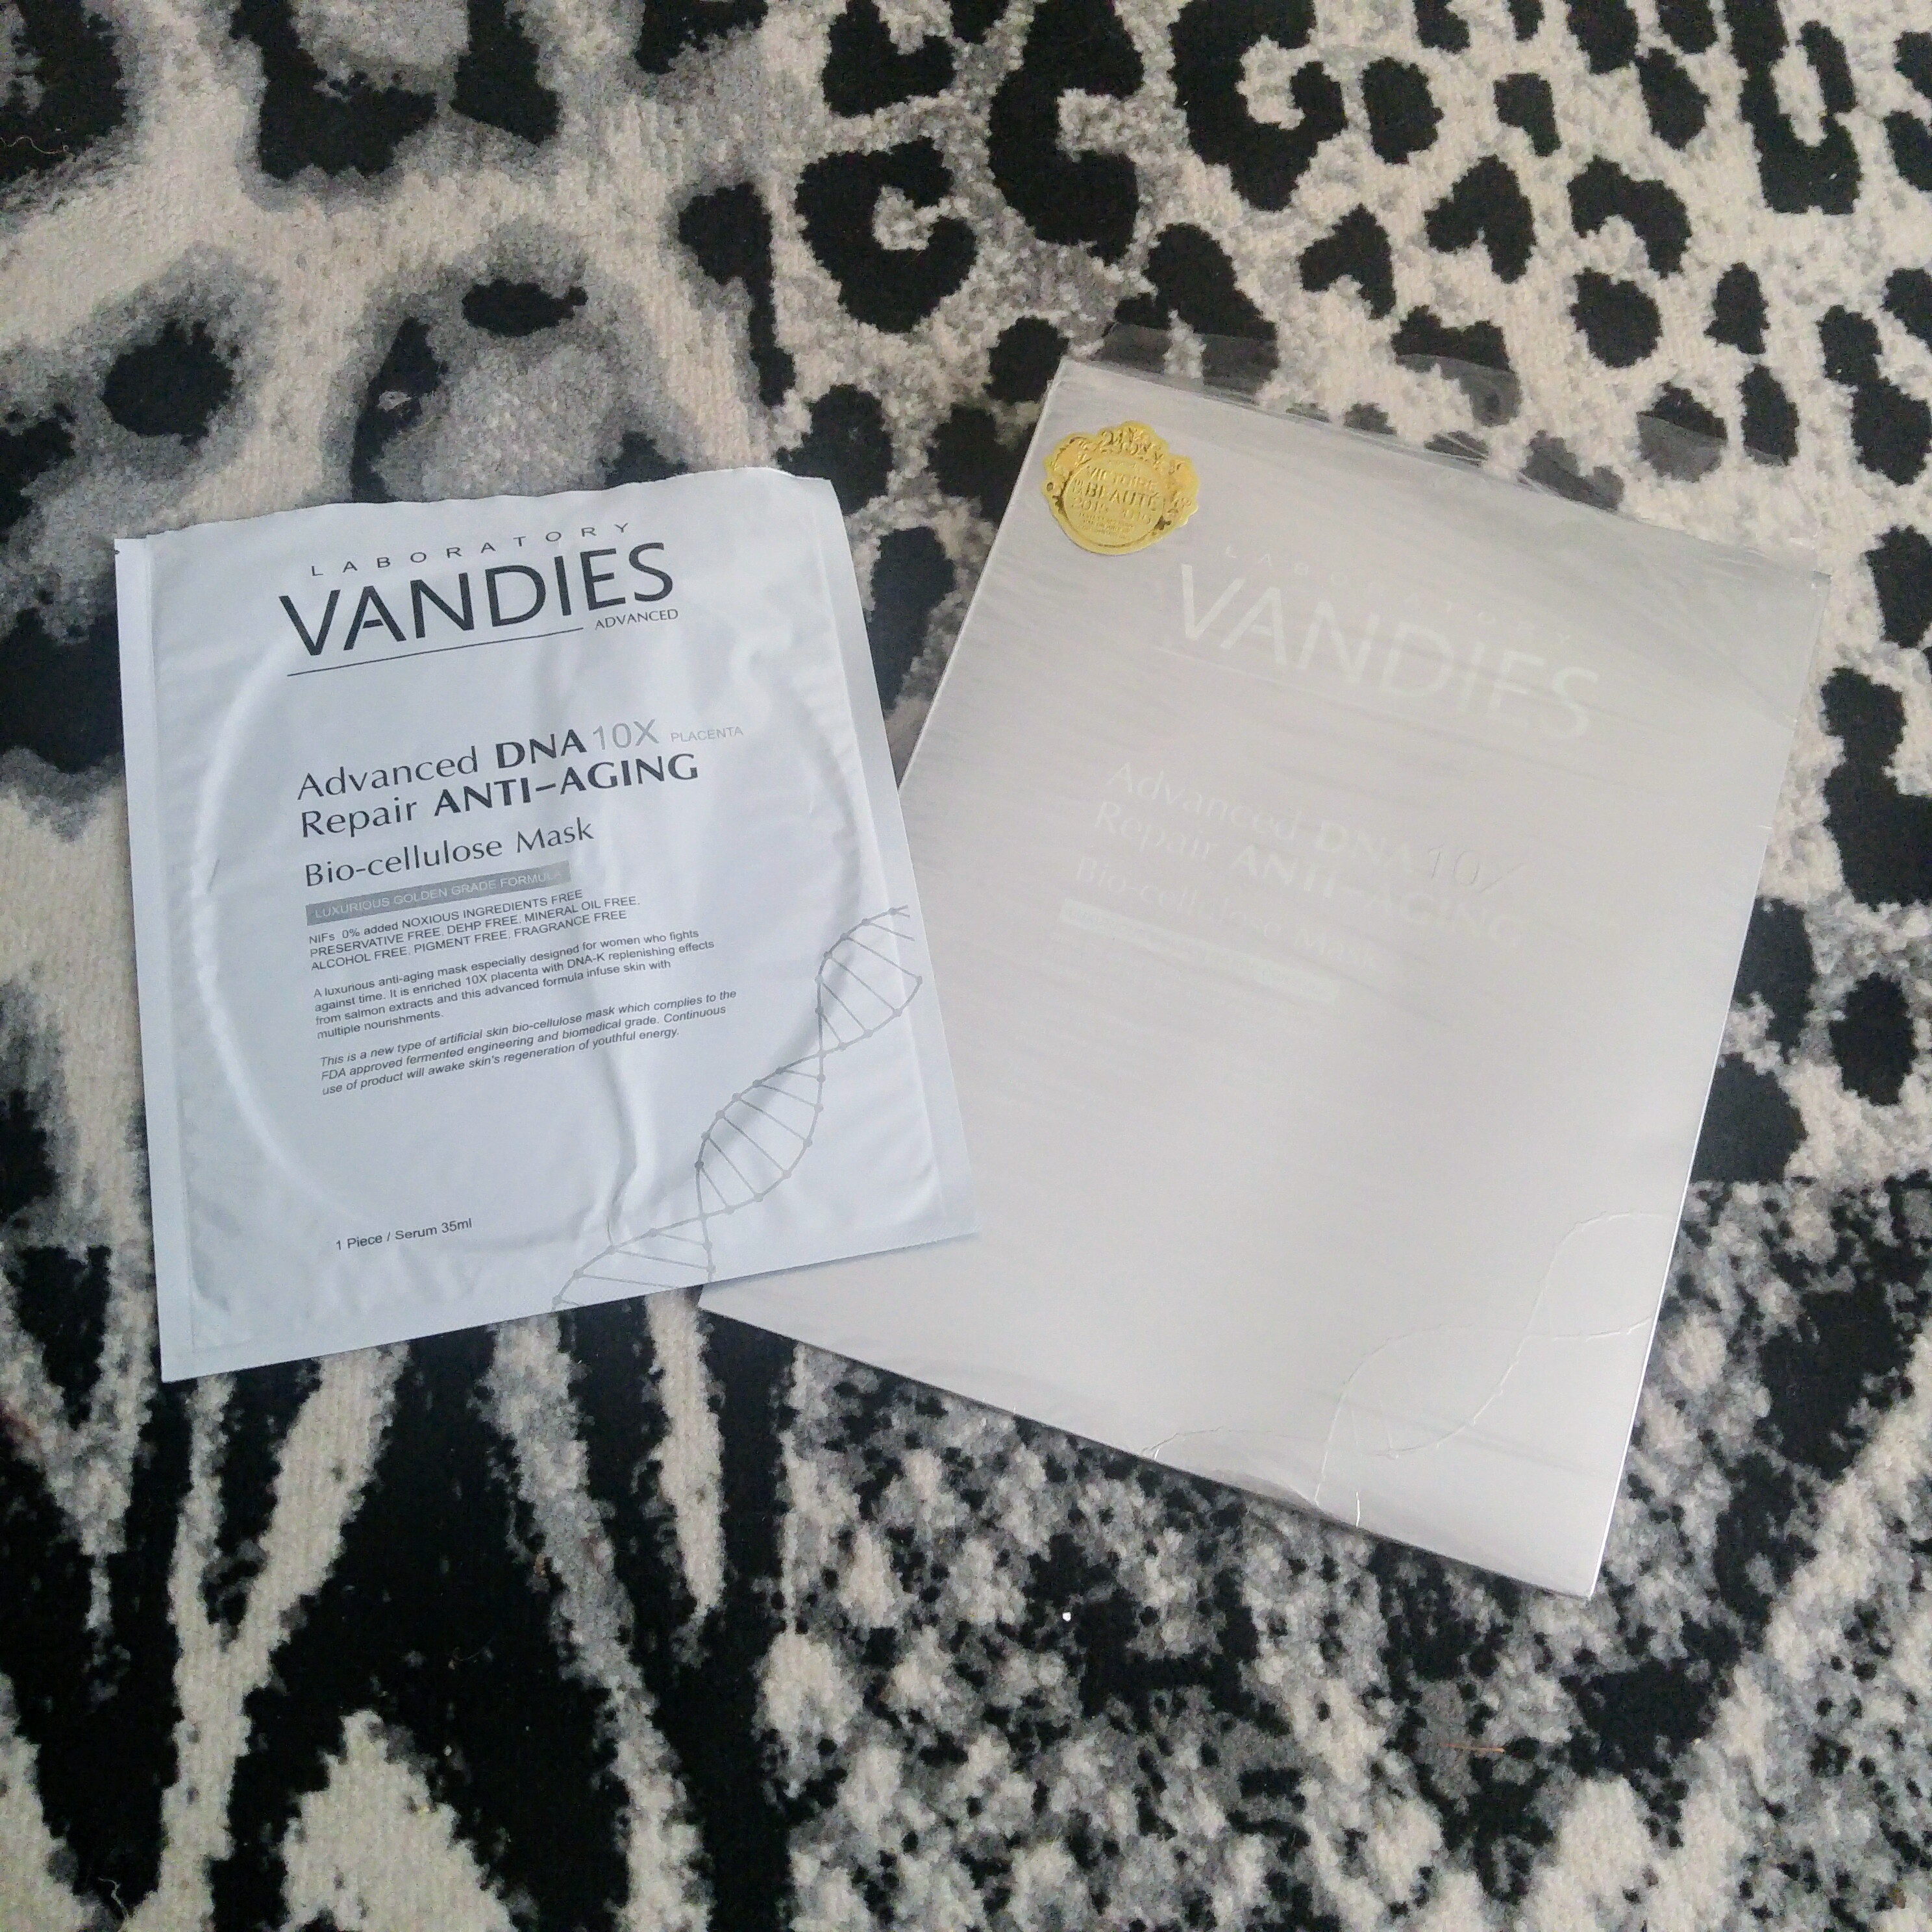 LABORATORY
VANDIES
ADVANCED
Advanced DNA 10X PLACENTA
Repair ANTI-AGING
Bio-cellulose Mask
LUXURIOUS GOLDEN GRADE FORMULA
NIFs 0% added NOXIOUS INGREDIENTS FREE
PRESERVATIVE FREE, DEHP FREE, MINERAL OIL FREE,
ALCOHOL FREE, PIGMENT FREE, FRAGRANCE FREE
A luxurious anti-aging mask especially designed for women who fights
against time. It is enriched 10X placenta with DNA-K replenishing effects
from salmon extracts and this advanced formula infuse skin with
multiple nourishments.
This is a new type of artificial skin bio-cellulose mask which complies to the
FDA approved fermented engineering and biomedical grade. Continuous
use of product will awake skin's regeneration of youthful energy.
1 Piece / Serum 35ml
VICTOIRE
BEAUTÉ
LABORATORY
VANDIES
Advanced DNA 10X
Repair ANTI-AGING
Bio-cellulose